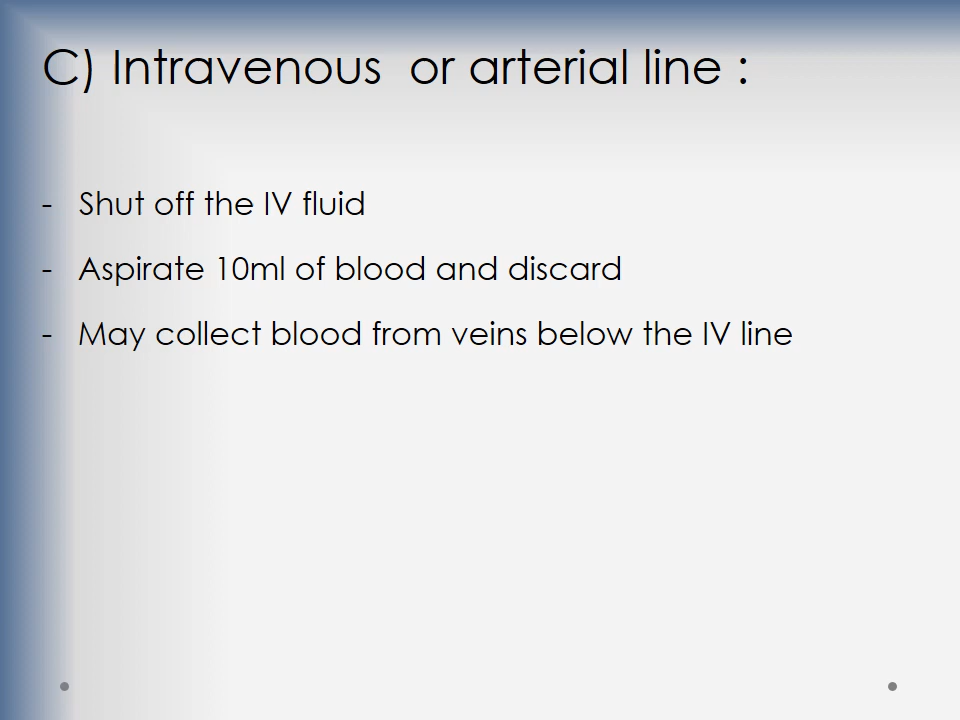 C) Intravenous  or arterial line :
- Shut off the IV fluid
- Aspirate 10ml of blood and discard
- May collect blood from veins below the IV line